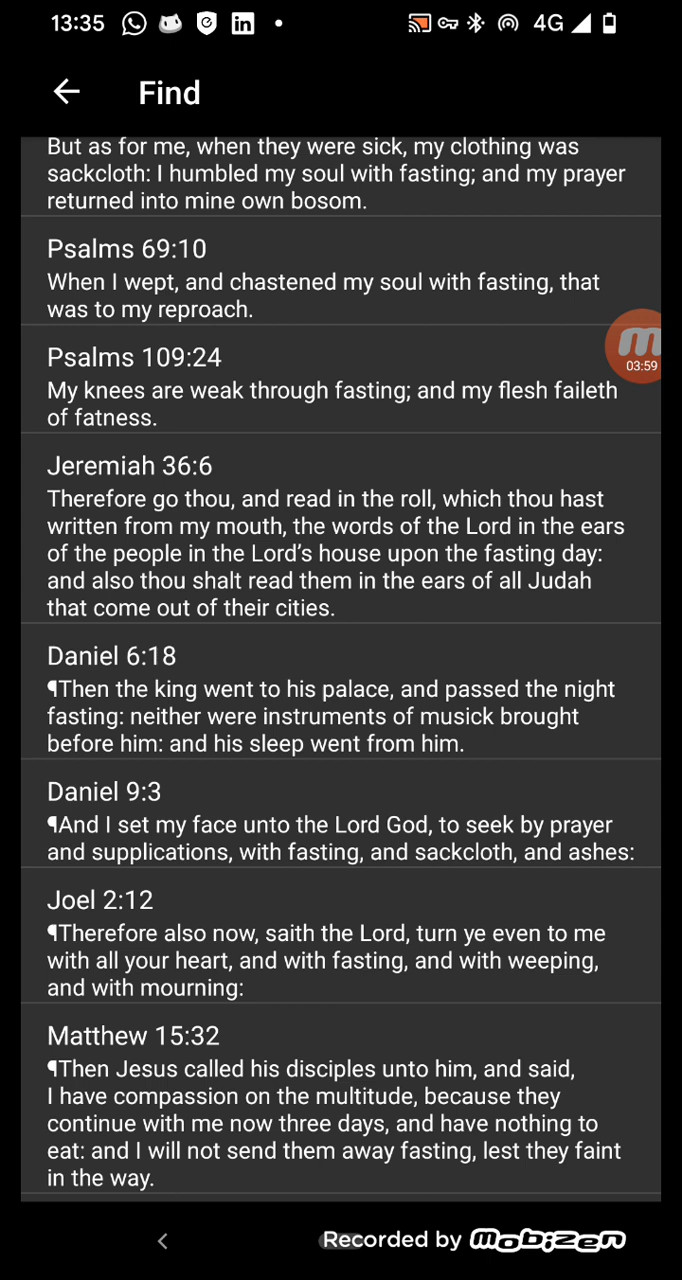 13:35 in 4G
Find
But as for me, when they were sick, my clothing was
sackcloth: I humbled my soul with fasting; and my prayer
returned into mine own bosom.
Psalms 69:10
When I wept, and chastened my soul with fasting, that
was to my reproach.
m
03:59
Psalms 109:24
My knees are weak through fasting; and my flesh faileth
of fatness.
Jeremiah 36:6
Therefore go thou, and read in the roll, which thou hast
written from my mouth, the words of the Lord in the ears
of the people in the Lord’s house upon the fasting day:
and also thou shalt read them in the ears of all Judah
that come out of their cities.
Daniel 6:18
¶Then the king went to his palace, and passed the night
fasting: neither were instruments of musick brought
before him: and his sleep went from him.
Daniel 9:3
¶And I set my face unto the Lord God, to seek by prayer
and supplications, with fasting, and sackcloth, and ashes:
Joel 2:12
¶Therefore also now, saith the Lord, turn ye even to me
with all your heart, and with fasting, and with weeping,
and with mourning:
Matthew 15:32
¶Then Jesus called his disciples unto him, and said,
I have compassion on the multitude, because they
continue with me now three days, and have nothing to
eat: and I will not send them away fasting, lest they faint
in the way.
Recorded by mobizen